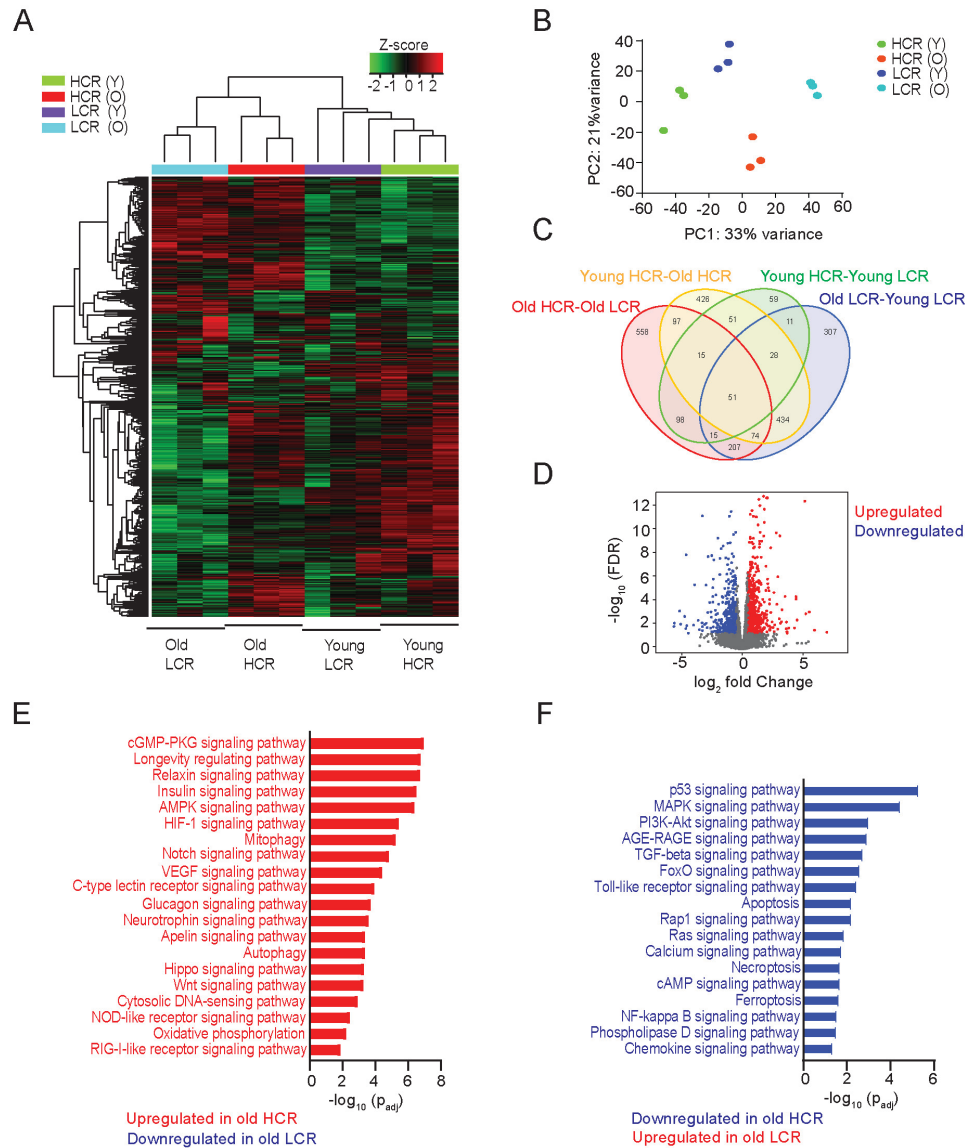 A
Z-score
-2 -1 0 1 2
HCR (Y)
HCR (O)
LCR (Y)
LCR (O)
Old LCR
Old HCR
Young LCR
Young HCR
B
HCR (Y)
HCR (O)
LCR (Y)
LCR (O)
40
20
0
-20
-40
-60
PC2: 21%variance
-60 -40 -20 0 20 40 60
PC1: 33% variance
C
Young HCR-Old HCR
Young HCR-Young LCR
Old HCR-Old LCR
Old LCR-Young LCR
426
59
558
97
51
11
307
15
28
51
98
434
15
74
207
D
12
10
8
6
4
2
0
-log10 (FDR)
-5 0 5
log2 fold Change
Upregulated
Downregulated
E
cGMP-PKG signaling pathway
Longevity regulating pathway
Relaxin signaling pathway
Insulin signaling pathway
AMPK signaling pathway
HIF-1 signaling pathway
Mitophagy
Notch signaling pathway
VEGF signaling pathway
C-type lectin receptor signaling pathway
Glucagon signaling pathway
Neurotrophin signaling pathway
Apelin signaling pathway
Autophagy
Hippo signaling pathway
Wnt signaling pathway
Cytosolic DNA-sensing pathway
NOD-like receptor signaling pathway
Oxidative phosphorylation
RIG-I-like receptor signaling pathway
0 2 4 6 8
-log10 (padj)
Upregulated in old HCR
Downregulated in old LCR
F
p53 signaling pathway
MAPK signaling pathway
PI3K-Akt signaling pathway
AGE-RAGE signaling pathway
TGF-beta signaling pathway
FoxO signaling pathway
Toll-like receptor signaling pathway
Apoptosis
Rap1 signaling pathway
Ras signaling pathway
Calcium signaling pathway
Necroptosis
cAMP signaling pathway
Ferroptosis
NF-kappa B signaling pathway
Phospholipase D signaling pathway
Chemokine signaling pathway
0 2 4 6
-log10 (padj)
Downregulated in old HCR
Upregulated in old LCR